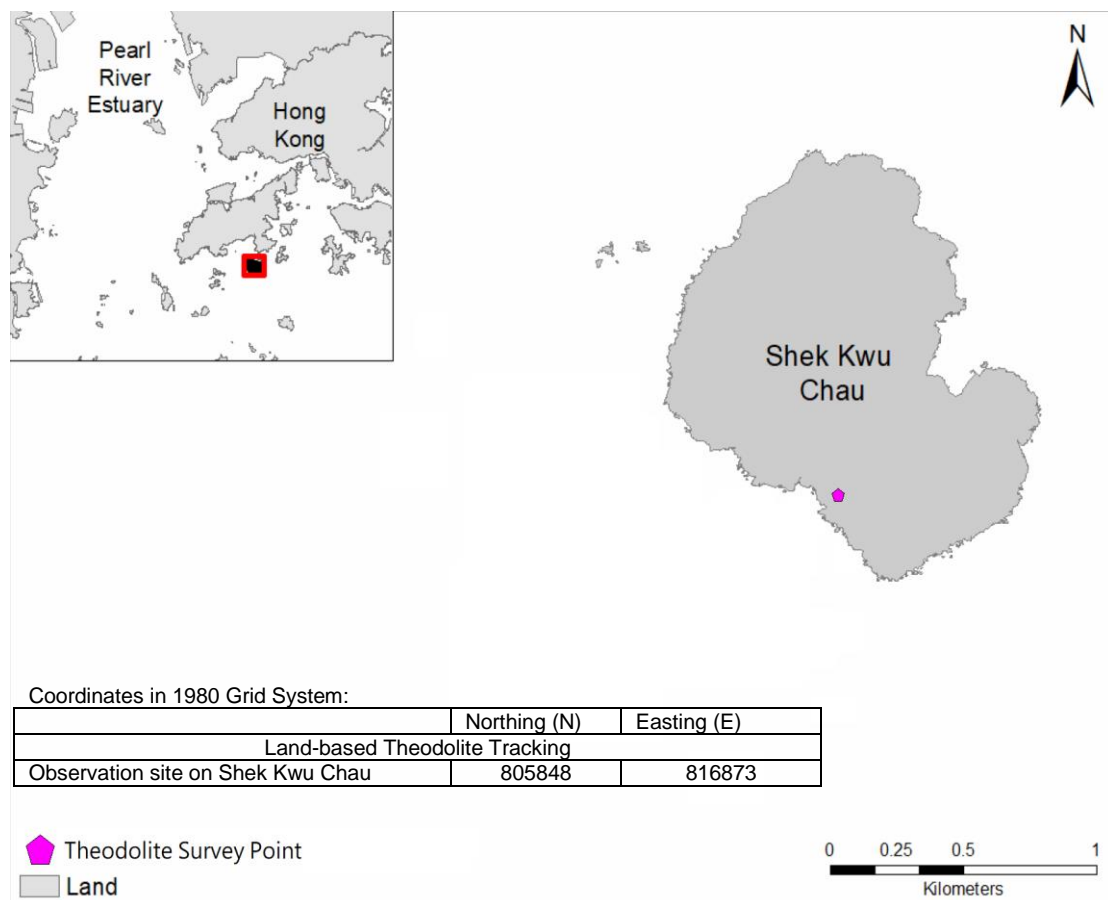 Pearl
River
Estuary
Hong
Kong
N
Shek Kwu
Chau
Coordinates in 1980 Grid System:
Northing (N) Easting (E)
Land-based Theodolite Tracking
Observation site on Shek Kwu Chau 805848 816873
Theodolite Survey Point
Land
0 0.25 0.5 1
Kilometers